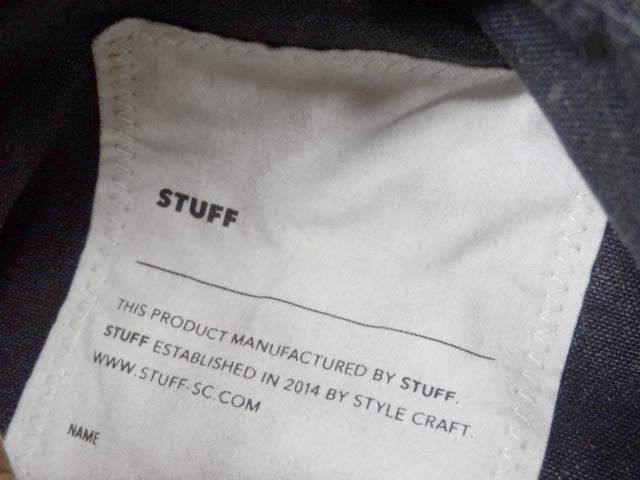 STUFF
THIS PRODUCT MANUFACTURED BY STUFF.
STUFF ESTABLISHED IN 2014 BY STYLE CRAFT.
WWW.STUFF-SC.COM
NAME